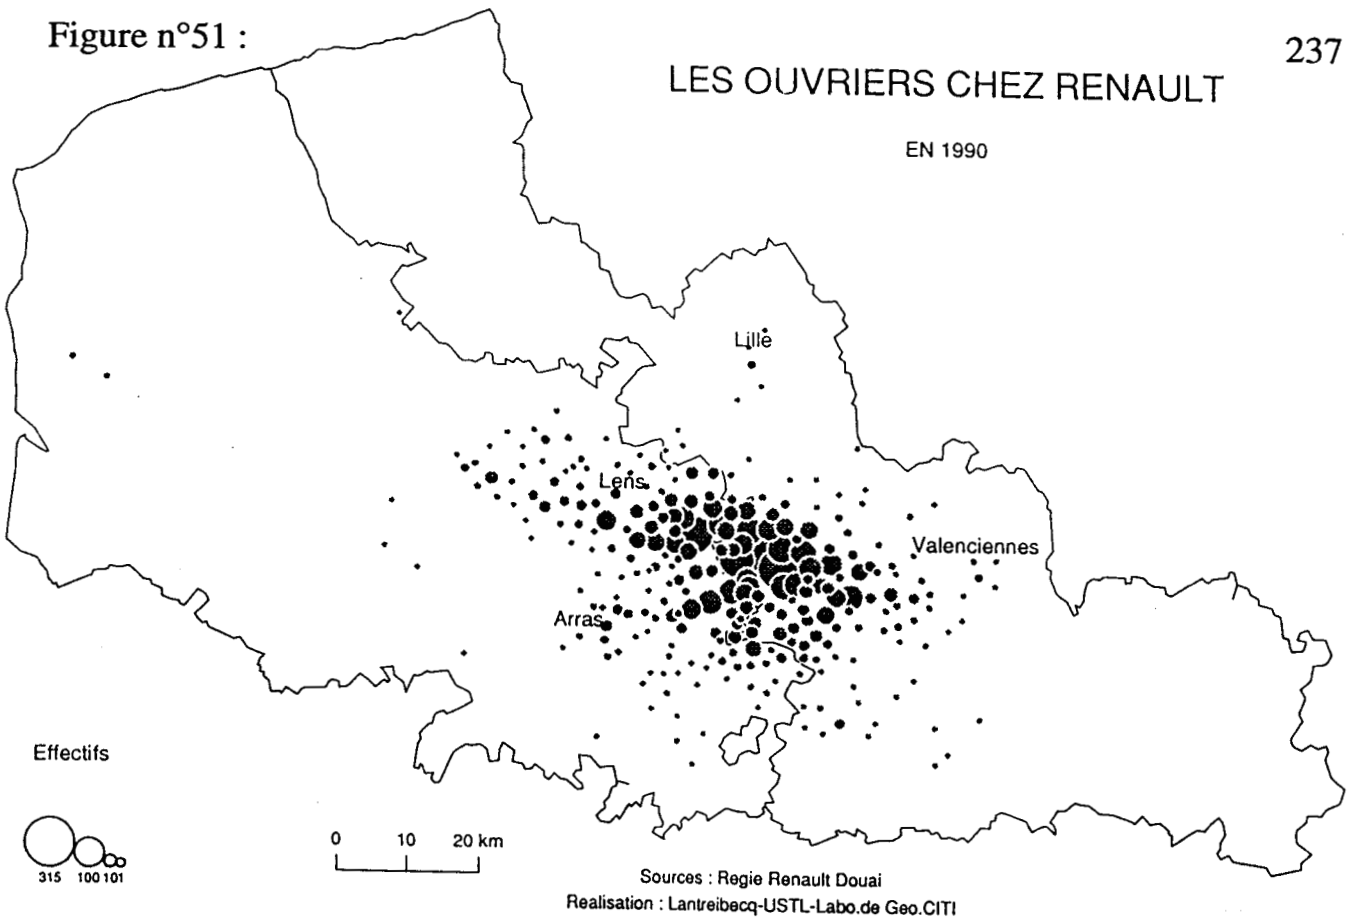 Figure n°51 :
237
LES OUVRIERS CHEZ RENAULT
EN 1990
Lille
Lens
Valenciennes
Arras
Effectifs
315 100 101
0 10 20 km
Sources : Regie Renault Douai
Realisation : Lantreibecq-USTL-Labo.de Geo.CITI